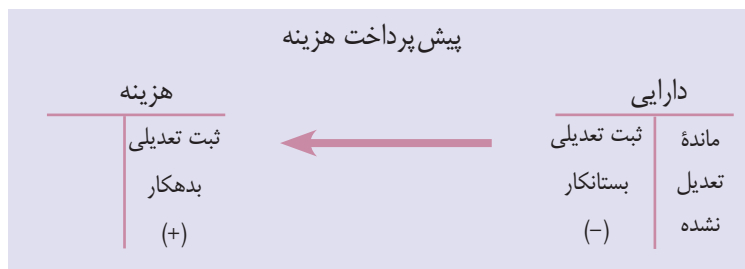 پیش‌پرداخت هزینه
دارایی
ماندهٔ
تعدیل
نشده
ثبت تعدیلی
بستانکار
(−)
هزینه
ثبت تعدیلی
بدهکار
(+)